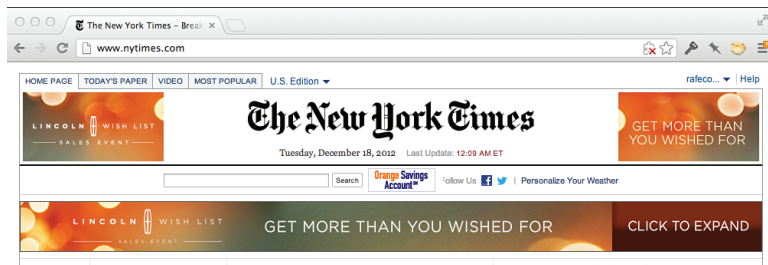 The New York Times – Break
www.nytimes.com
HOME PAGE TODAY'S PAPER VIDEO MOST POPULAR U.S. Edition rafeco... Help
LINCOLN WISH LIST
SALES EVENT
The New York Times
Tuesday, December 18, 2012 Last Update: 12:09 AM ET
GET MORE THAN
YOU WISHED FOR
Search Orange Savings
Account SM
Follow Us | Personalize Your Weather
LINCOLN WISH LIST
SALES EVENT
GET MORE THAN YOU WISHED FOR CLICK TO EXPAND